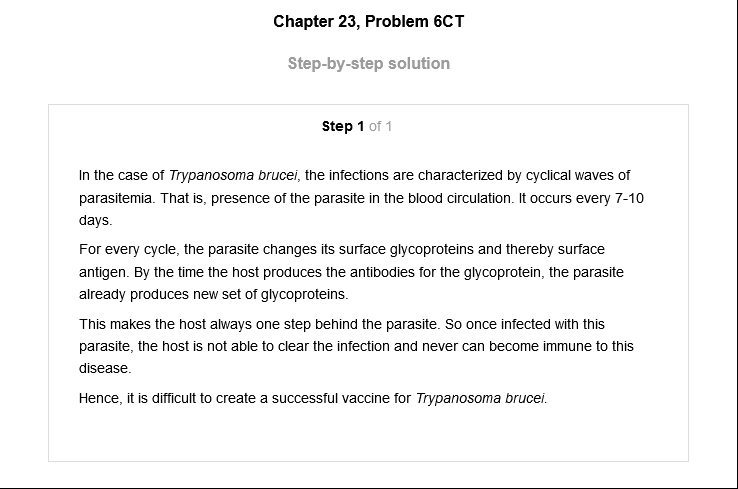 Chapter 23, Problem 6CT
Step-by-step solution
Step 1 of 1
In the case of Trypanosoma brucei, the infections are characterized by cyclical waves of
parasitemia. That is, presence of the parasite in the blood circulation. It occurs every 7-10
days.
For every cycle, the parasite changes its surface glycoproteins and thereby surface
antigen. By the time the host produces the antibodies for the glycoprotein, the parasite
already produces new set of glycoproteins.
This makes the host always one step behind the parasite. So once infected with this
parasite, the host is not able to clear the infection and never can become immune to this
disease.
Hence, it is difficult to create a successful vaccine for Trypanosoma brucei.